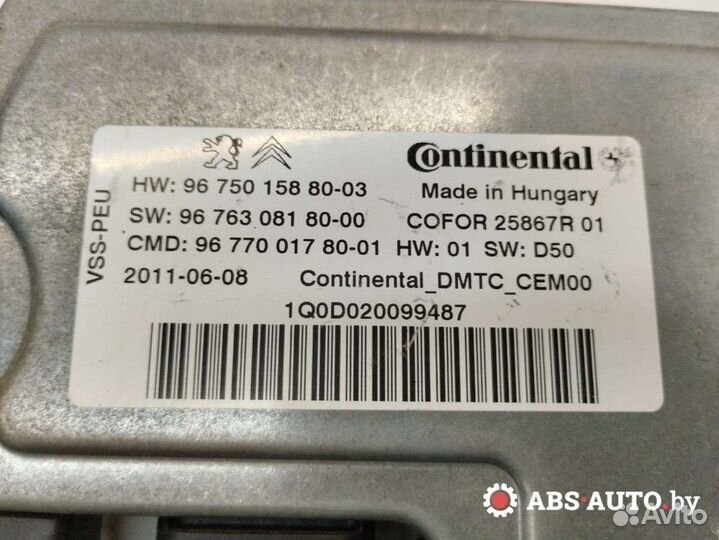 Continental
HW: 96 750 158 80-03 Made in Hungary
SW: 96 763 081 80-00 COFOR 25867R 01
CMD: 96 770 017 80-01 HW: 01 SW: D50
2011-06-08 Continental_DMTC_CEM00
1Q0D020099487
VSS-PEU
ABS-AUTO.by
Avito